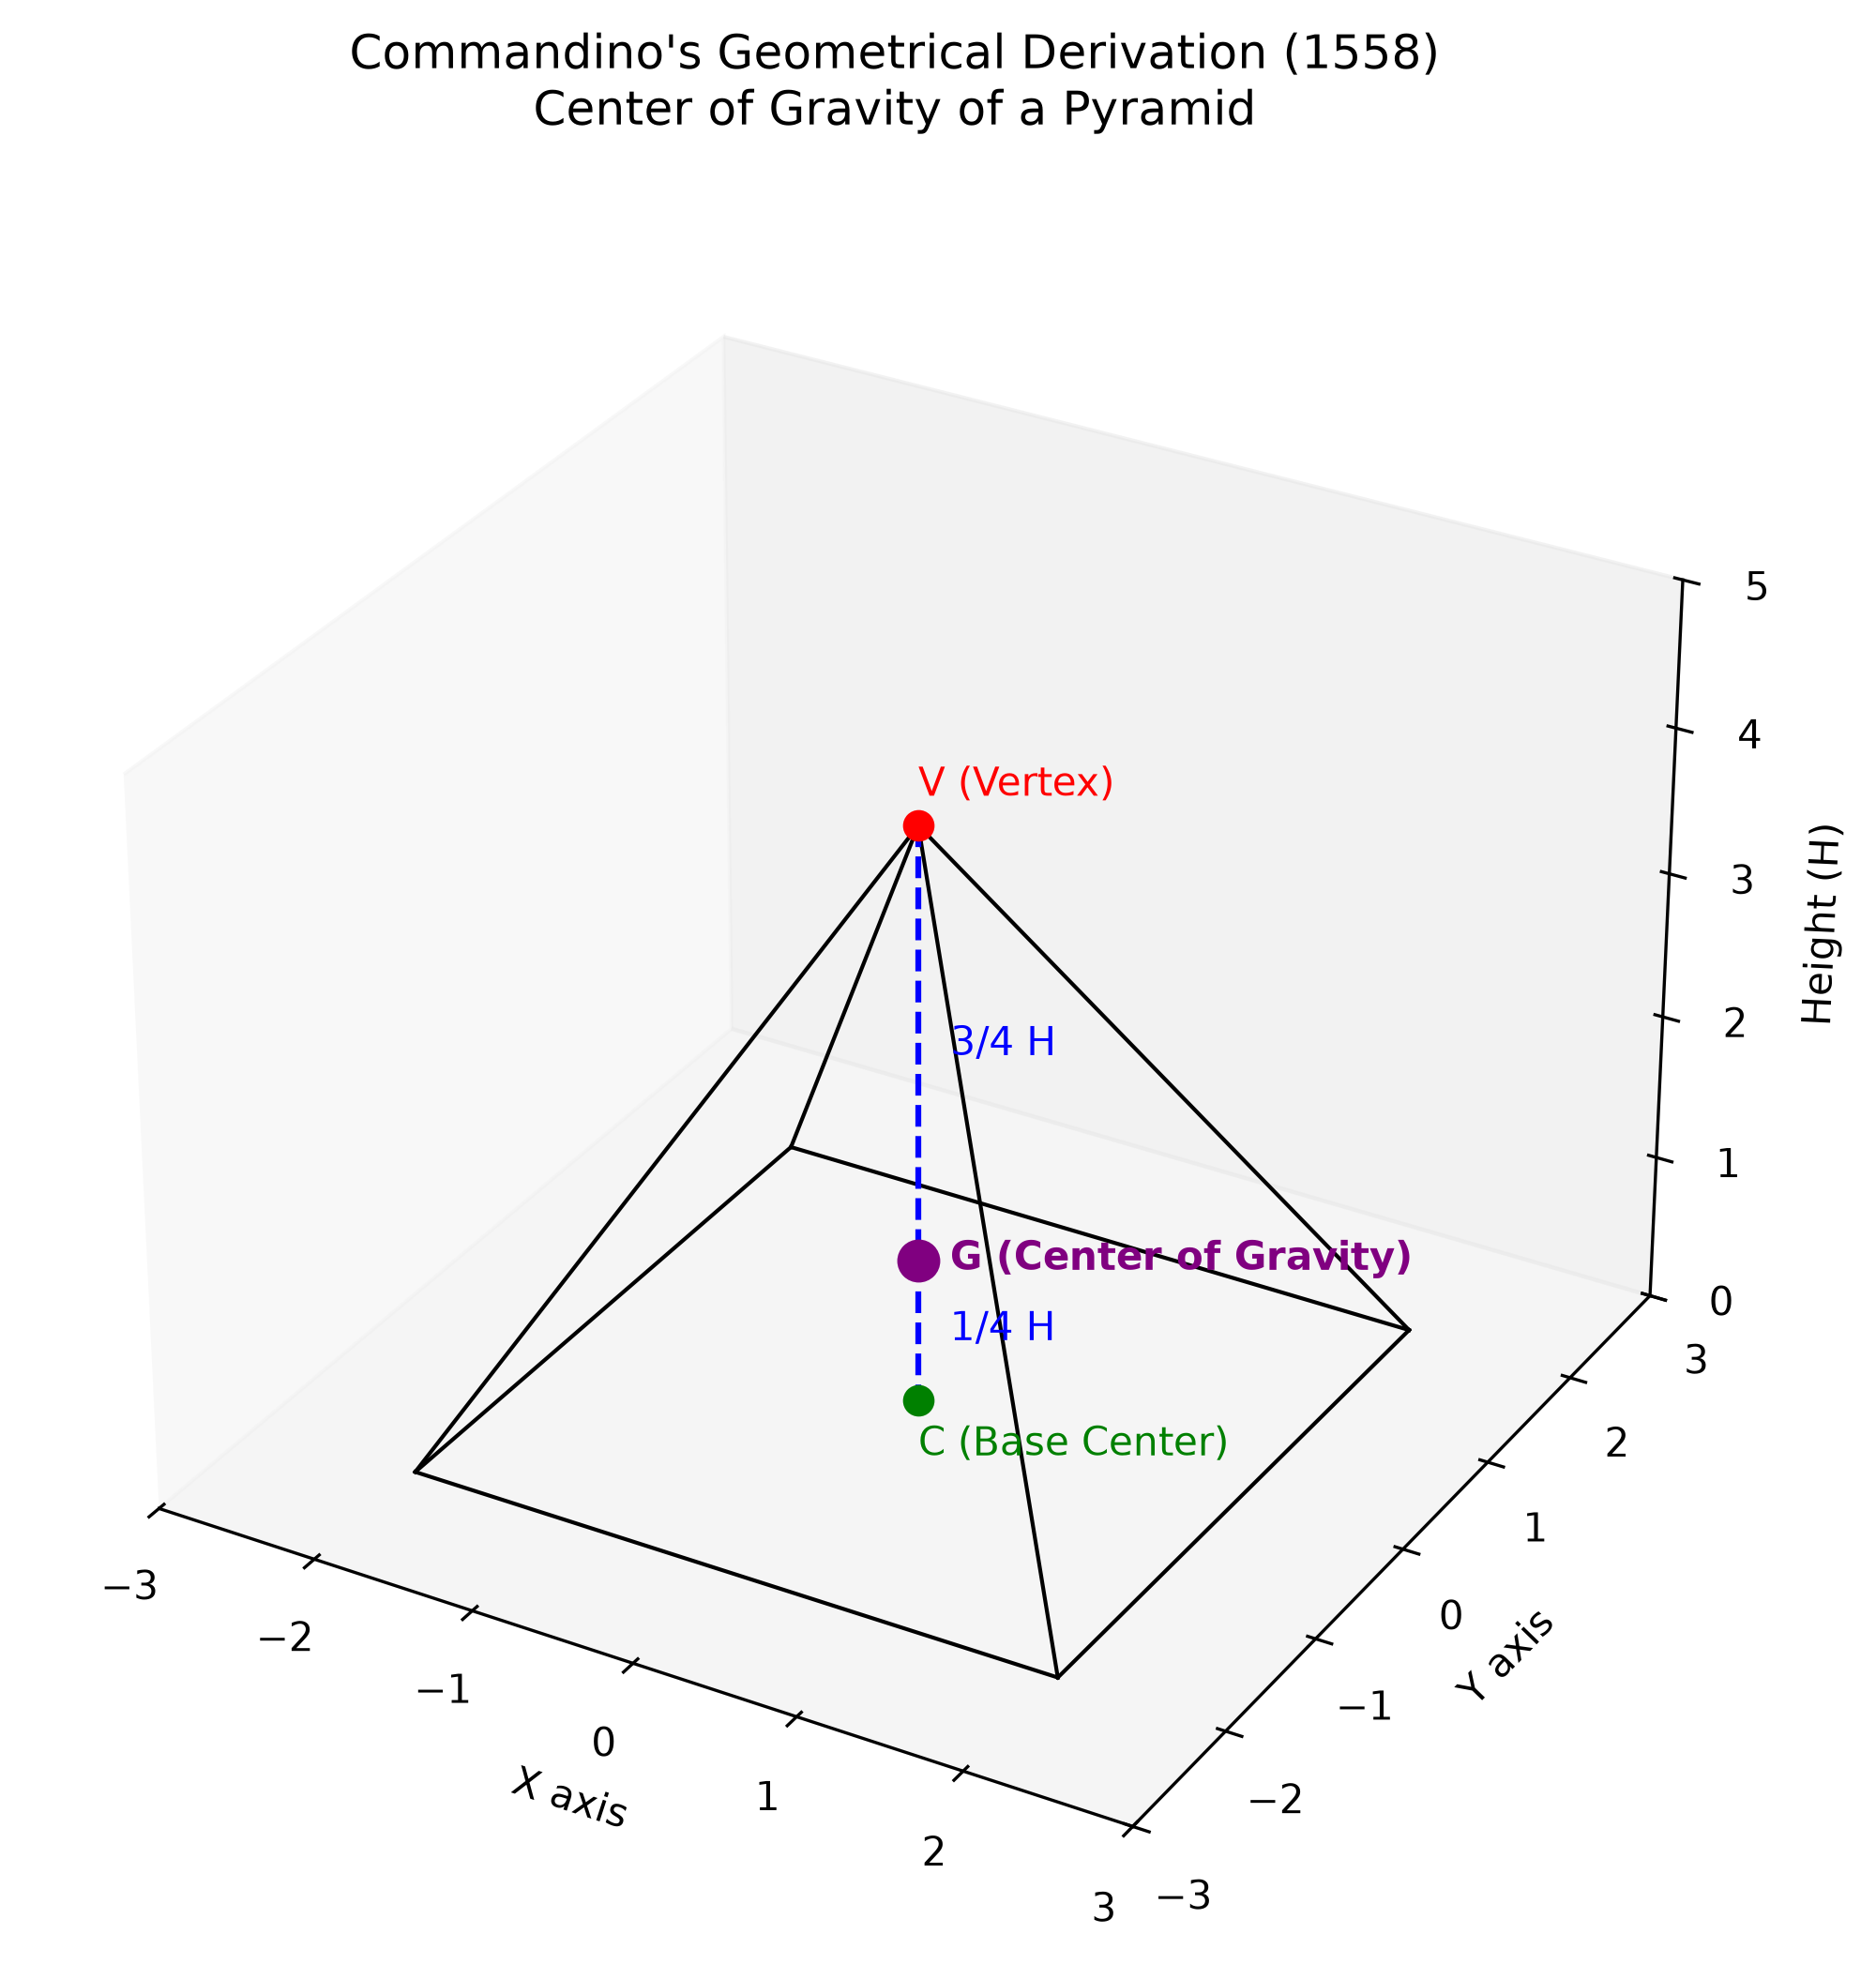 Commandino's Geometrical Derivation (1558)
Center of Gravity of a Pyramid
5
4
V (Vertex)
3
Height (H)
2
3/4 H
1
G (Center of Gravity)
0
1/4 H
3
C (Base Center)
2
1
0
−1
−2
−3
Y axis
−3
−2
−1
0
1
2
3
X axis